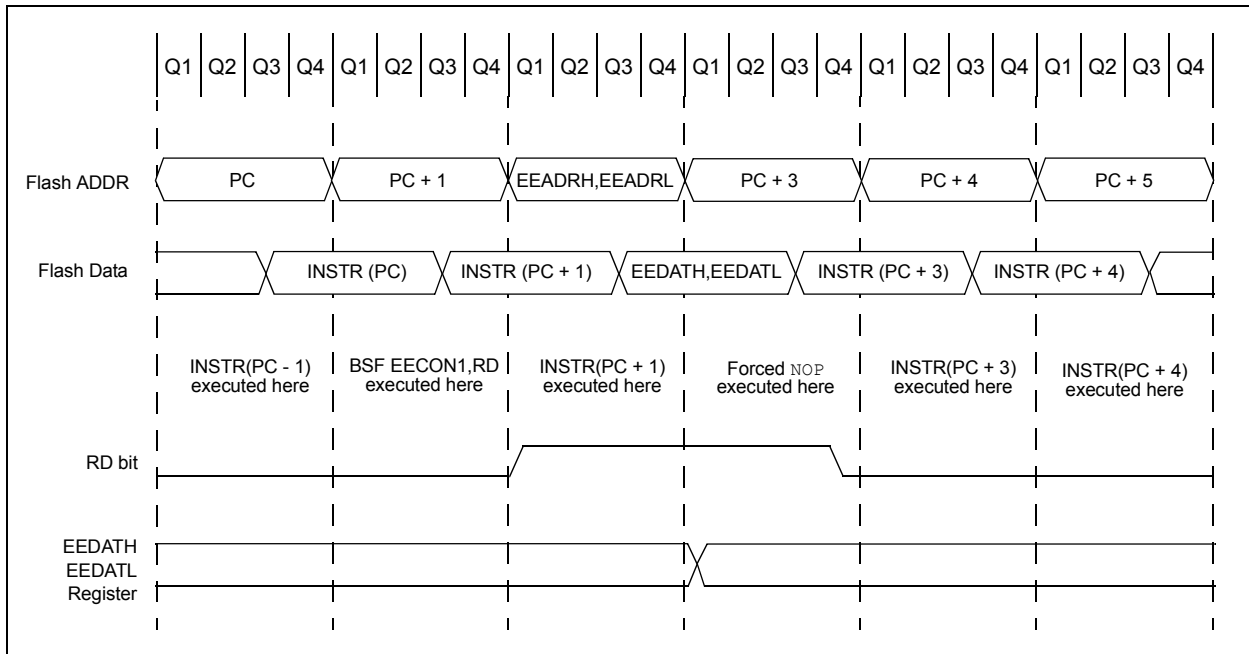 Q1 Q2 Q3 Q4 Q1 Q2 Q3 Q4 Q1 Q2 Q3 Q4 Q1 Q2 Q3 Q4 Q1 Q2 Q3 Q4 Q1 Q2 Q3 Q4
Flash ADDR PC PC + 1 EEADRH,EEADRL PC + 3 PC + 4 PC + 5
Flash Data INSTR (PC) INSTR (PC + 1) EEDATH,EEDATL INSTR (PC + 3) INSTR (PC + 4)
INSTR(PC - 1)
executed here
BSF EECON1,RD
executed here
INSTR(PC + 1)
executed here
Forced NOP
executed here
INSTR(PC + 3)
executed here
INSTR(PC + 4)
executed here
RD bit
EEDATH
EEDATL
Register